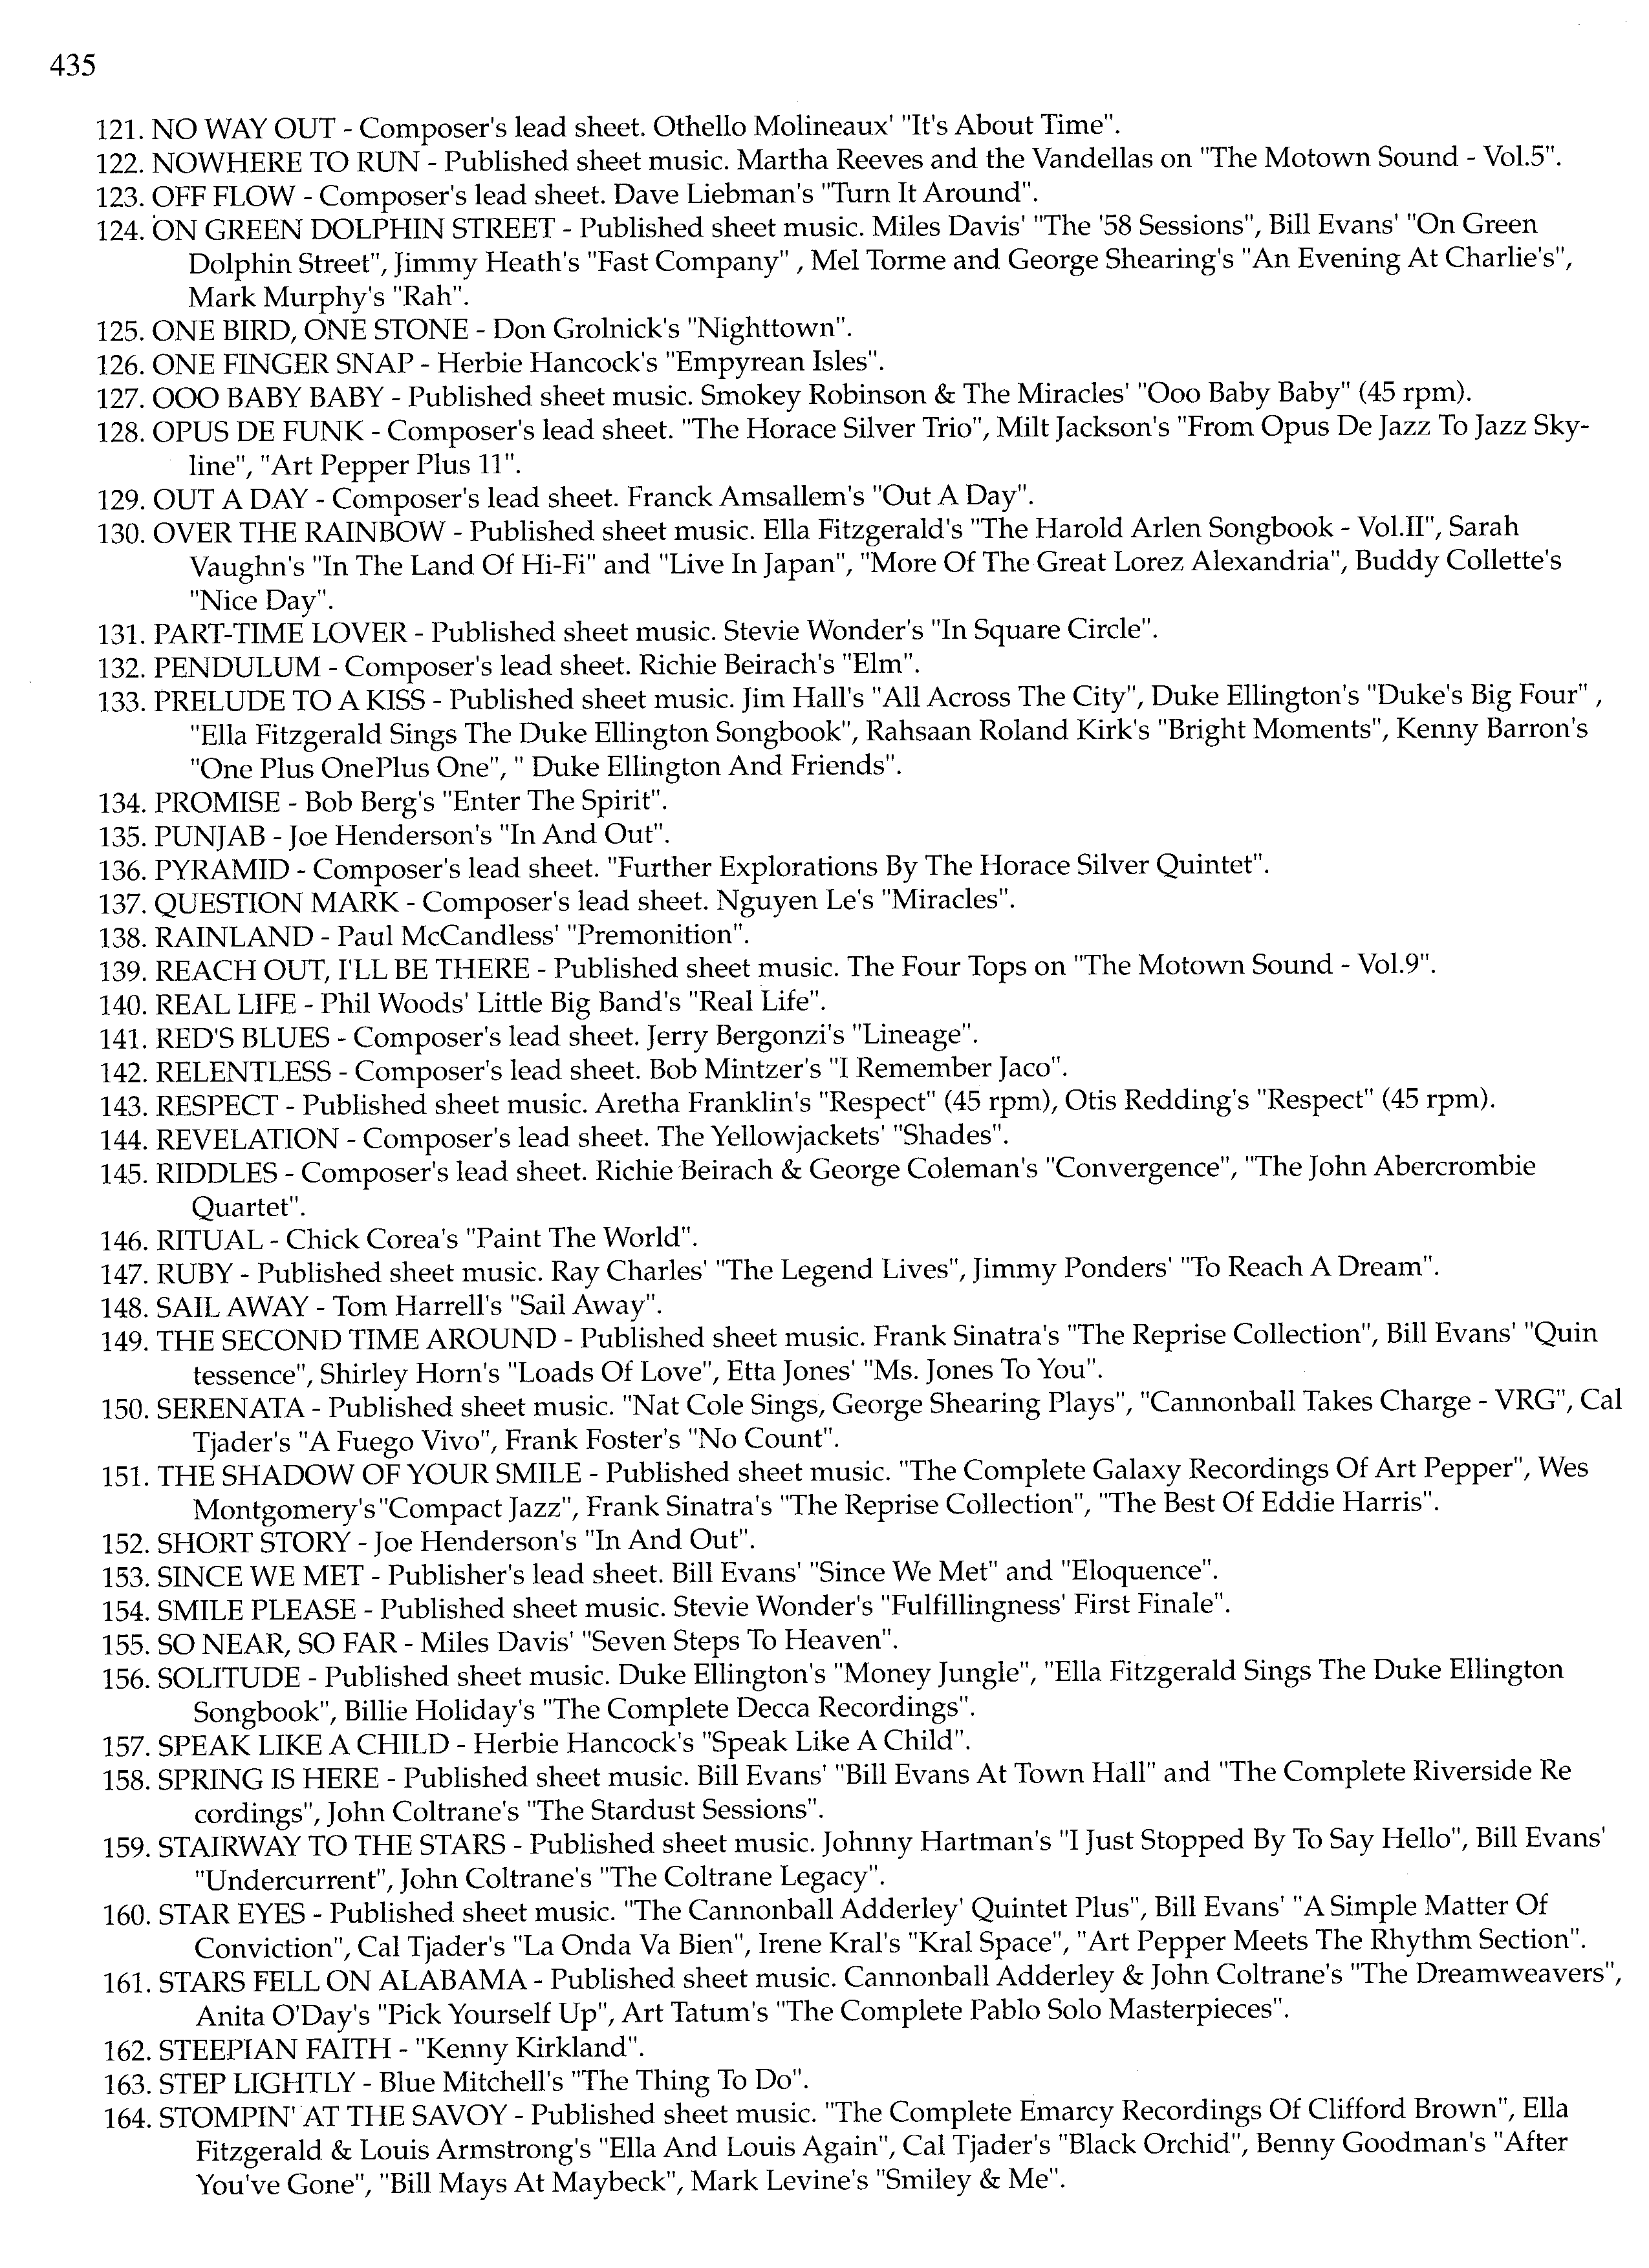 435
121. NO WAY OUT - Composer's lead sheet. Othello Molineaux' "It's About Time".
122. NOWHERE TO RUN - Published sheet music. Martha Reeves and the Vandellas on "The Motown Sound - Vol.5".
123. OFF FLOW - Composer's lead sheet. Dave Liebman's "Turn It Around".
124. ON GREEN DOLPHIN STREET - Published sheet music. Miles Davis' "The '58 Sessions", Bill Evans' "On Green
Dolphin Street", Jimmy Heath's "Fast Company" , Mel Torme and George Shearing's "An Evening At Charlie's",
Mark Murphy's "Rah".
125. ONE BIRD, ONE STONE - Don Grolnick's "Nighttown".
126. ONE FINGER SNAP - Herbie Hancock's "Empyrean Isles".
127. OOO BABY BABY - Published sheet music. Smokey Robinson & The Miracles' "Ooo Baby Baby" (45 rpm).
128. OPUS DE FUNK - Composer's lead sheet. "The Horace Silver Trio", Milt Jackson's "From Opus De Jazz To Jazz Sky-
line", "Art Pepper Plus 11".
129. OUT A DAY - Composer's lead sheet. Franck Amsallem's "Out A Day".
130. OVER THE RAINBOW - Published sheet music. Ella Fitzgerald's "The Harold Arlen Songbook - Vol.II", Sarah
Vaughn's "In The Land Of Hi-Fi" and "Live In Japan", "More Of The Great Lorez Alexandria", Buddy Collette's
"Nice Day".
131. PART-TIME LOVER - Published sheet music. Stevie Wonder's "In Square Circle".
132. PENDULUM - Composer's lead sheet. Richie Beirach's "Elm".
133. PRELUDE TO A KISS - Published sheet music. Jim Hall's "All Across The City", Duke Ellington's "Duke's Big Four" ,
"Ella Fitzgerald Sings The Duke Ellington Songbook", Rahsaan Roland Kirk's "Bright Moments", Kenny Barron's
"One Plus OnePlus One", " Duke Ellington And Friends".
134. PROMISE - Bob Berg's "Enter The Spirit".
135. PUNJAB - Joe Henderson's "In And Out".
136. PYRAMID - Composer's lead sheet. "Further Explorations By The Horace Silver Quintet".
137. QUESTION MARK - Composer's lead sheet. Nguyen Le's "Miracles".
138. RAINLAND - Paul McCandless' "Premonition".
139. REACH OUT, I'LL BE THERE - Published sheet music. The Four Tops on "The Motown Sound - Vol.9".
140. REAL LIFE - Phil Woods' Little Big Band's "Real Life".
141. RED'S BLUES - Composer's lead sheet. Jerry Bergonzi's "Lineage".
142. RELENTLESS - Composer's lead sheet. Bob Mintzer's "I Remember Jaco".
143. RESPECT - Published sheet music. Aretha Franklin's "Respect" (45 rpm), Otis Redding's "Respect" (45 rpm).
144. REVELATION - Composer's lead sheet. The Yellowjackets' "Shades".
145. RIDDLES - Composer's lead sheet. Richie Beirach & George Coleman's "Convergence", "The John Abercrombie
Quartet".
146. RITUAL - Chick Corea's "Paint The World".
147. RUBY - Published sheet music. Ray Charles' "The Legend Lives", Jimmy Ponders' "To Reach A Dream".
148. SAIL AWAY - Tom Harrell's "Sail Away".
149. THE SECOND TIME AROUND - Published sheet music. Frank Sinatra's "The Reprise Collection", Bill Evans' "Quin
tessence", Shirley Horn's "Loads Of Love", Etta Jones' "Ms. Jones To You".
150. SERENATA - Published sheet music. "Nat Cole Sings, George Shearing Plays", "Cannonball Takes Charge - VRG", Cal
Tjader's "A Fuego Vivo", Frank Foster's "No Count".
151. THE SHADOW OF YOUR SMILE - Published sheet music. "The Complete Galaxy Recordings Of Art Pepper", Wes
Montgomery's "Compact Jazz", Frank Sinatra's "The Reprise Collection", "The Best Of Eddie Harris".
152. SHORT STORY - Joe Henderson's "In And Out".
153. SINCE WE MET - Publisher's lead sheet. Bill Evans' "Since We Met" and "Eloquence".
154. SMILE PLEASE - Published sheet music. Stevie Wonder's "Fulfillingness' First Finale".
155. SO NEAR, SO FAR - Miles Davis' "Seven Steps To Heaven".
156. SOLITUDE - Published sheet music. Duke Ellington's "Money Jungle", "Ella Fitzgerald Sings The Duke Ellington
Songbook", Billie Holiday's "The Complete Decca Recordings".
157. SPEAK LIKE A CHILD - Herbie Hancock's "Speak Like A Child".
158. SPRING IS HERE - Published sheet music. Bill Evans' "Bill Evans At Town Hall" and "The Complete Riverside Re
cordings", John Coltrane's "The Stardust Sessions".
159. STAIRWAY TO THE STARS - Published sheet music. Johnny Hartman's "I Just Stopped By To Say Hello", Bill Evans'
"Undercurrent", John Coltrane's "The Coltrane Legacy".
160. STAR EYES - Published sheet music. "The Cannonball Adderley' Quintet Plus", Bill Evans' "A Simple Matter Of
Conviction", Cal Tjader's "La Onda Va Bien", Irene Kral's "Kral Space", "Art Pepper Meets The Rhythm Section".
161. STARS FELL ON ALABAMA - Published sheet music. Cannonball Adderley & John Coltrane's "The Dreamweavers",
Anita O'Day's "Pick Yourself Up", Art Tatum's "The Complete Pablo Solo Masterpieces".
162. STEEPIAN FAITH - "Kenny Kirkland".
163. STEP LIGHTLY - Blue Mitchell's "The Thing To Do".
164. STOMPIN' AT THE SAVOY - Published sheet music. "The Complete Emarcy Recordings Of Clifford Brown", Ella
Fitzgerald & Louis Armstrong's "Ella And Louis Again", Cal Tjader's "Black Orchid", Benny Goodman's "After
You've Gone", "Bill Mays At Maybeck", Mark Levine's "Smiley & Me".